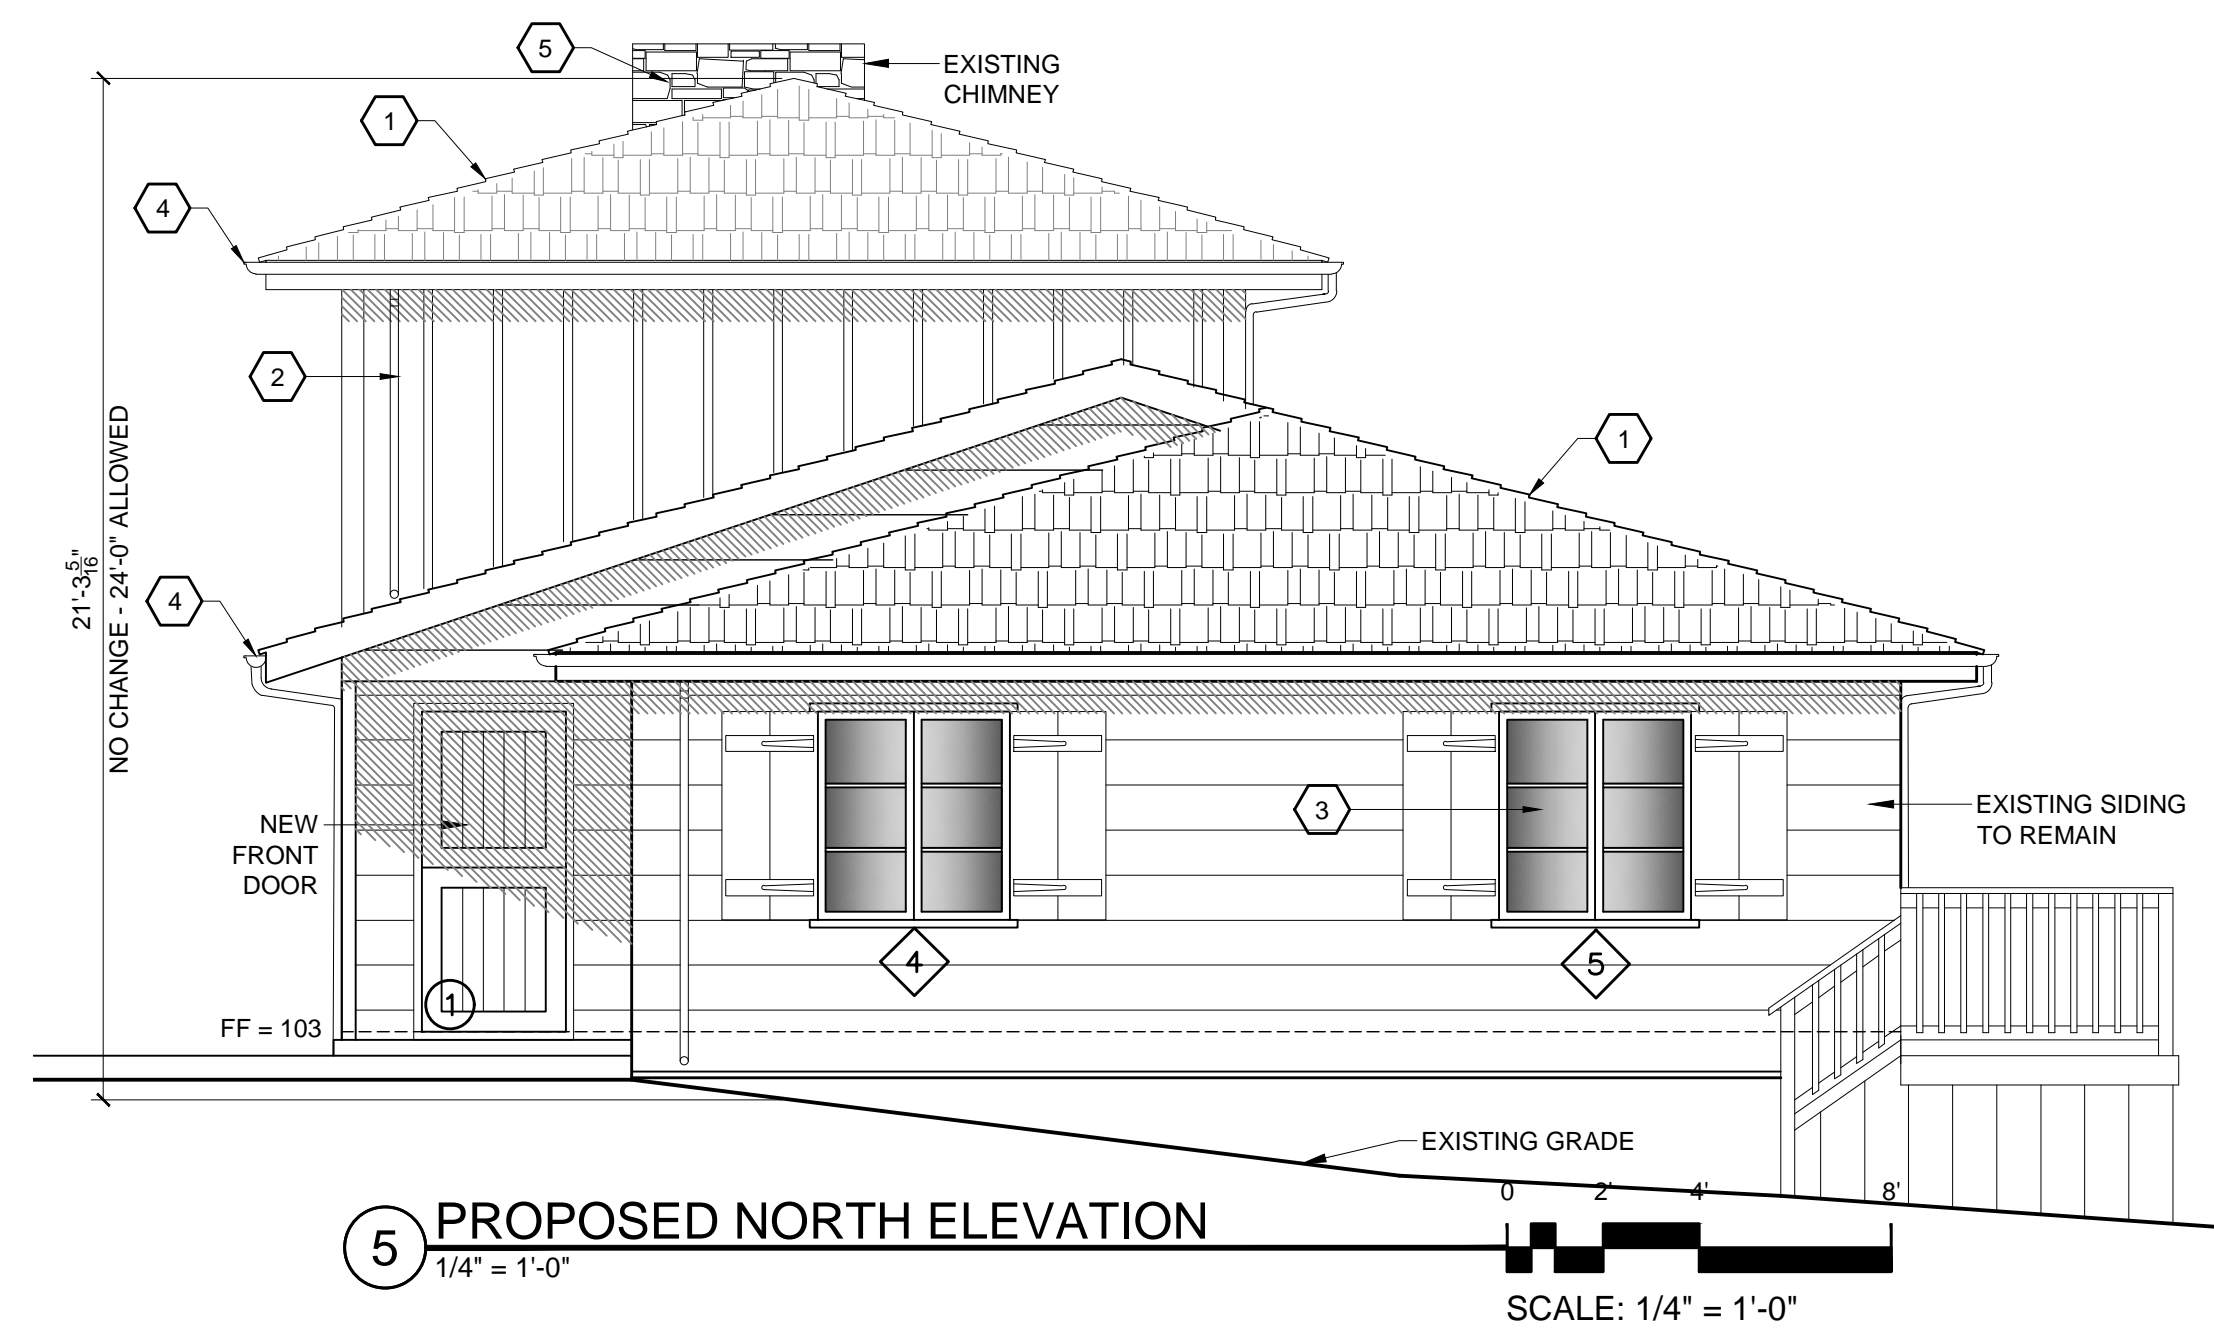 5
EXISTING
CHIMNEY
1
4
2
1
21'-3 5/16"
NO CHANGE - 24'-0" ALLOWED
4
3
EXISTING SIDING
TO REMAIN
NEW
FRONT
DOOR
4
5
1
FF = 103
EXISTING GRADE
0 2' 4' 8'
5
PROPOSED NORTH ELEVATION
1/4" = 1'-0"
SCALE: 1/4" = 1'-0"